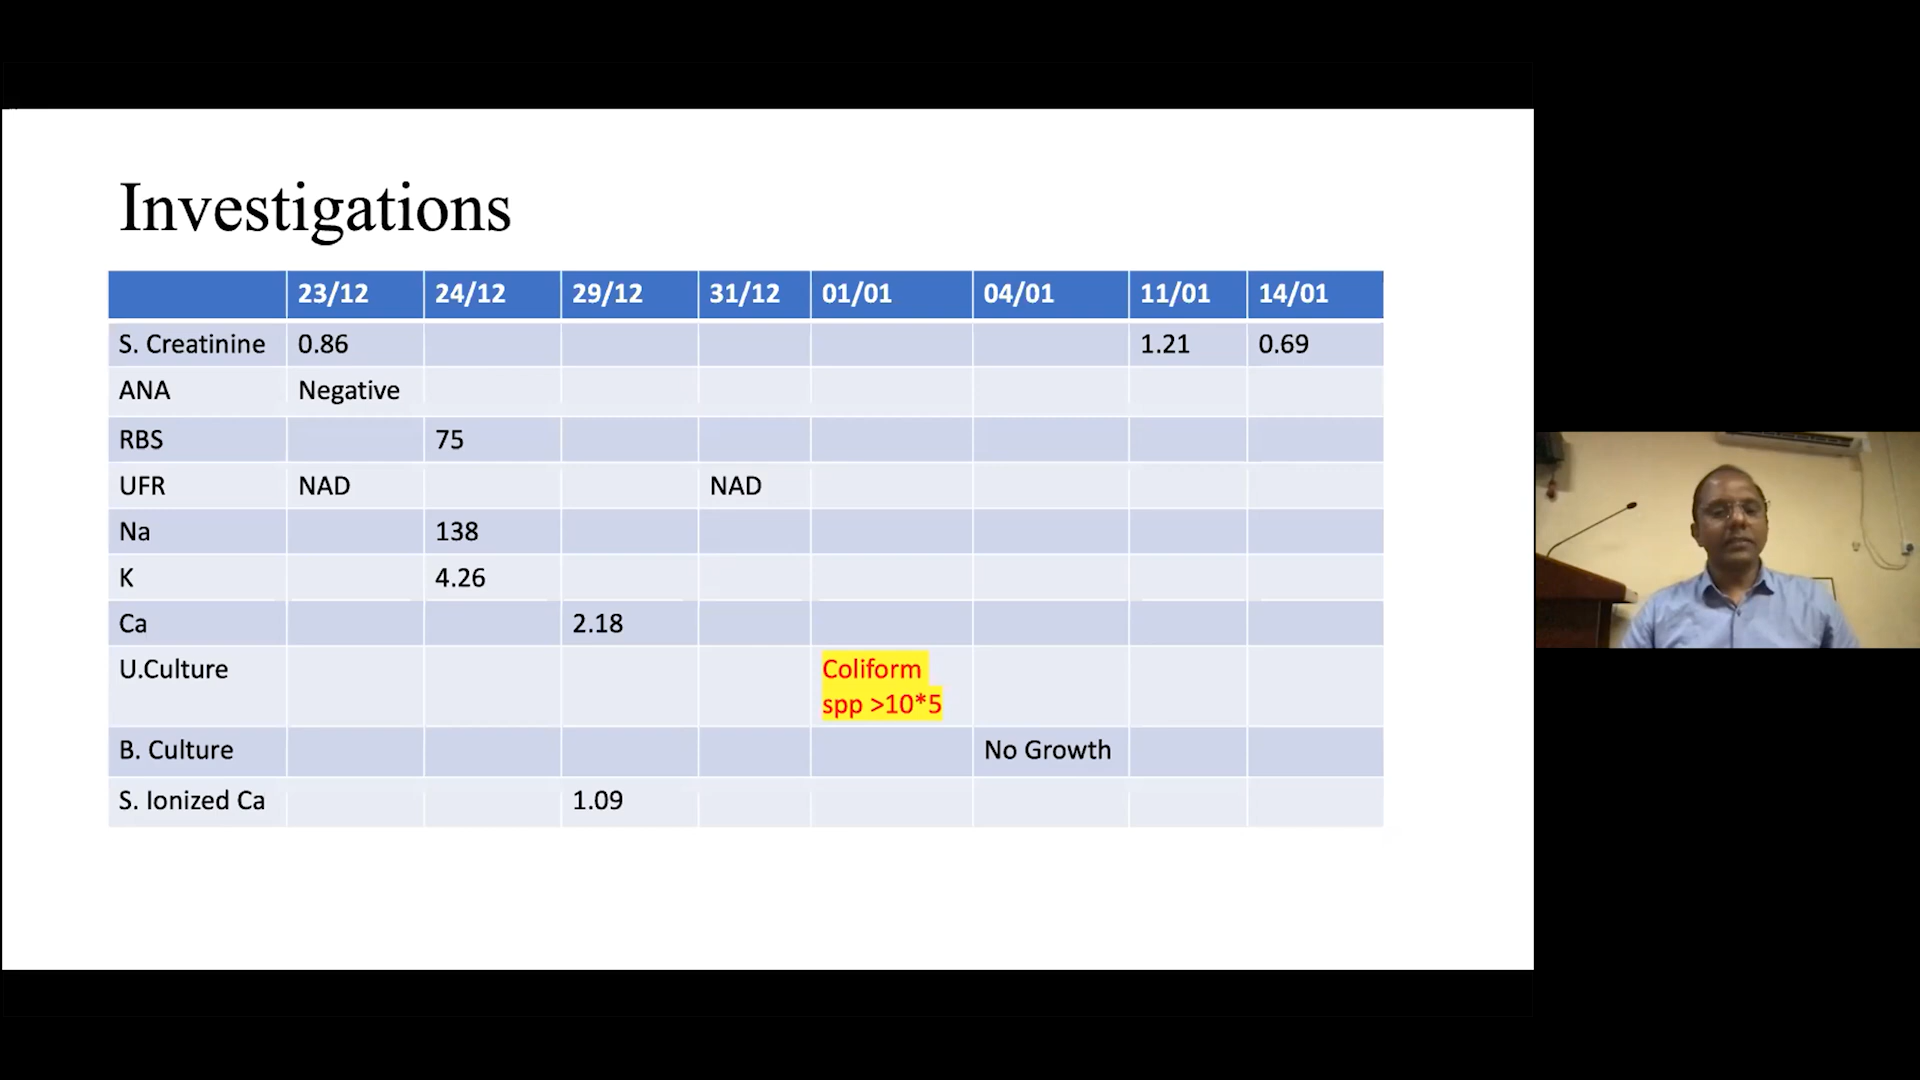 Investigations
23/12 24/12 29/12 31/12 01/01 04/01 11/01 14/01
S. Creatinine 0.86 1.21 0.69
ANA Negative
RBS 75
UFR NAD NAD
Na 138
K 4.26
Ca 2.18
U.Culture Coliform
spp >10*5
B. Culture No Growth
S. Ionized Ca 1.09